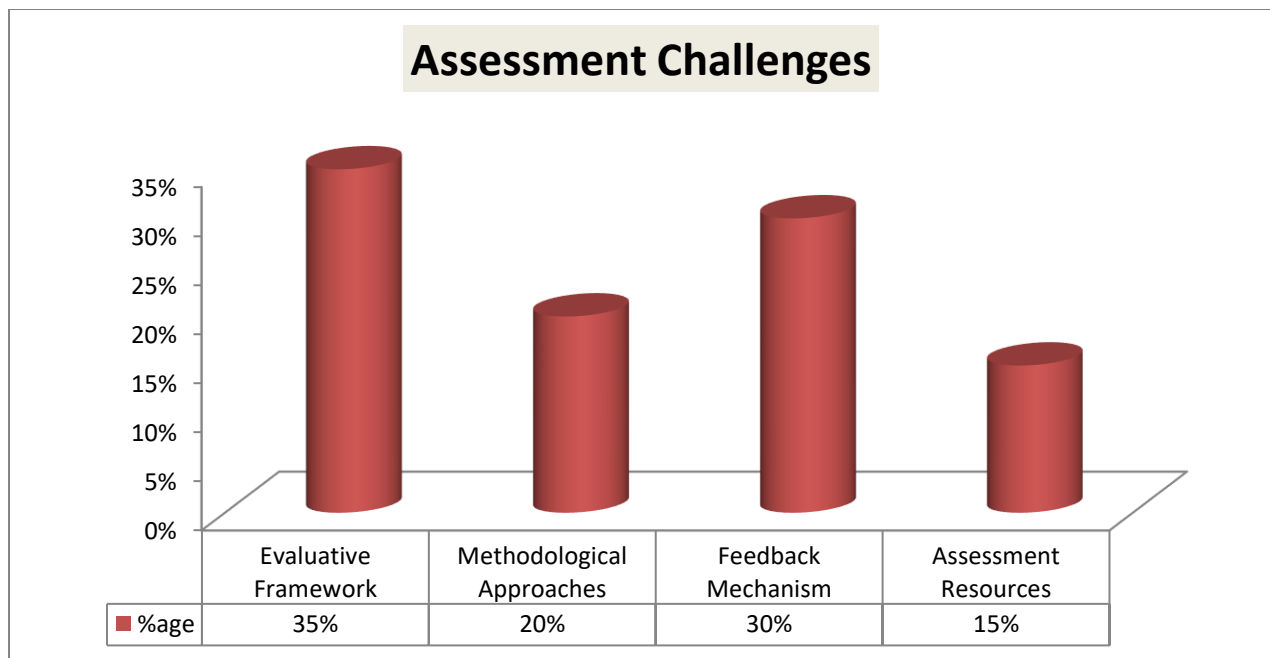 Assessment Challenges
35%
30%
25%
20%
15%
10%
5%
0%
Evaluative Framework
Methodological Approaches
Feedback Mechanism
Assessment Resources
%age 35% 20% 30% 15%